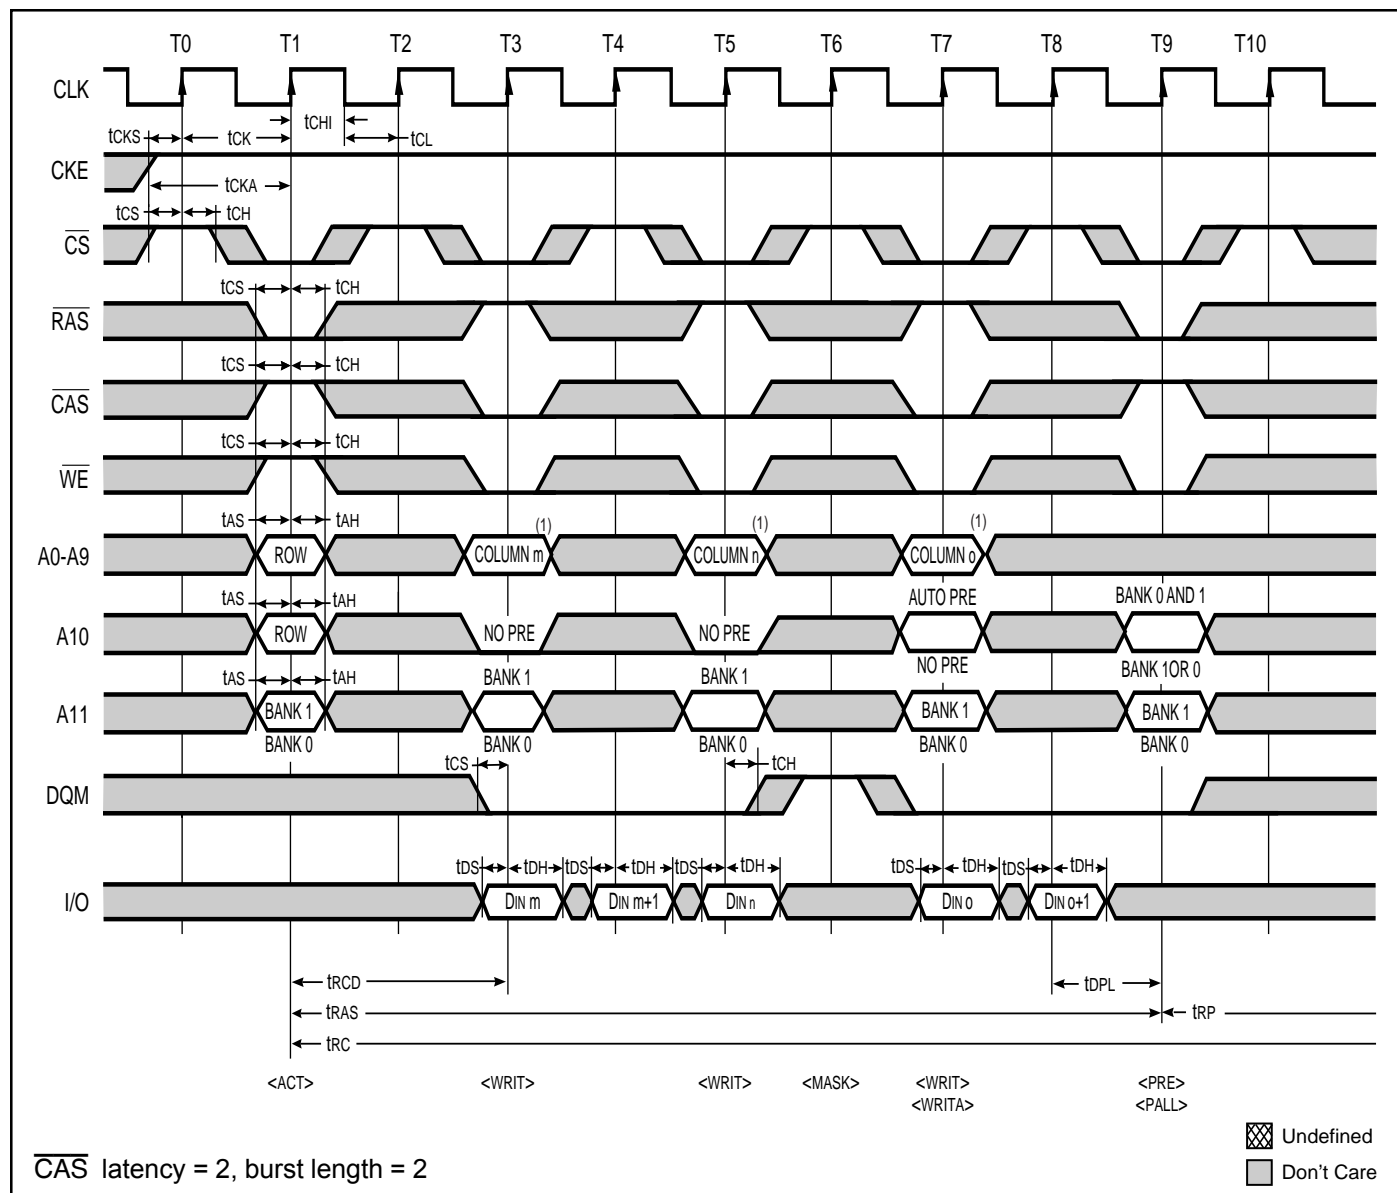 T0 T1 T2 T3 T4 T5 T6 T7 T8 T9 T10
CLK
tCHI
tCKS tCK tCL
CKE
tCKA
tCS tCH
CS
tCS tCH
RAS
tCS tCH
CAS
tCS tCH
WE
tAS tAH (1) (1) (1)
A0-A9 ROW COLUMN m COLUMN n COLUMN o
tAS tAH AUTO PRE BANK 0 AND 1
A10 ROW NO PRE NO PRE
NO PRE BANK 1OR 0
tAS tAH BANK 1 BANK 1
A11 BANK 1 BANK 1 BANK 1
BANK 0 BANK 0 BANK 0 BANK 0 BANK 0
tCS tCH
DQM
tDS tDH tDS tDH tDS tDH tDS tDH tDS tDH
I/O DIN m DIN m+1 DIN n DIN o DIN o+1
tRCD tDPL
tRAS tRP
tRC
<ACT> <WRIT> <WRIT> <MASK> <WRIT> <PRE>
<WRITA> <PALL>
Undefined
CAS latency = 2, burst length = 2
Don't Care